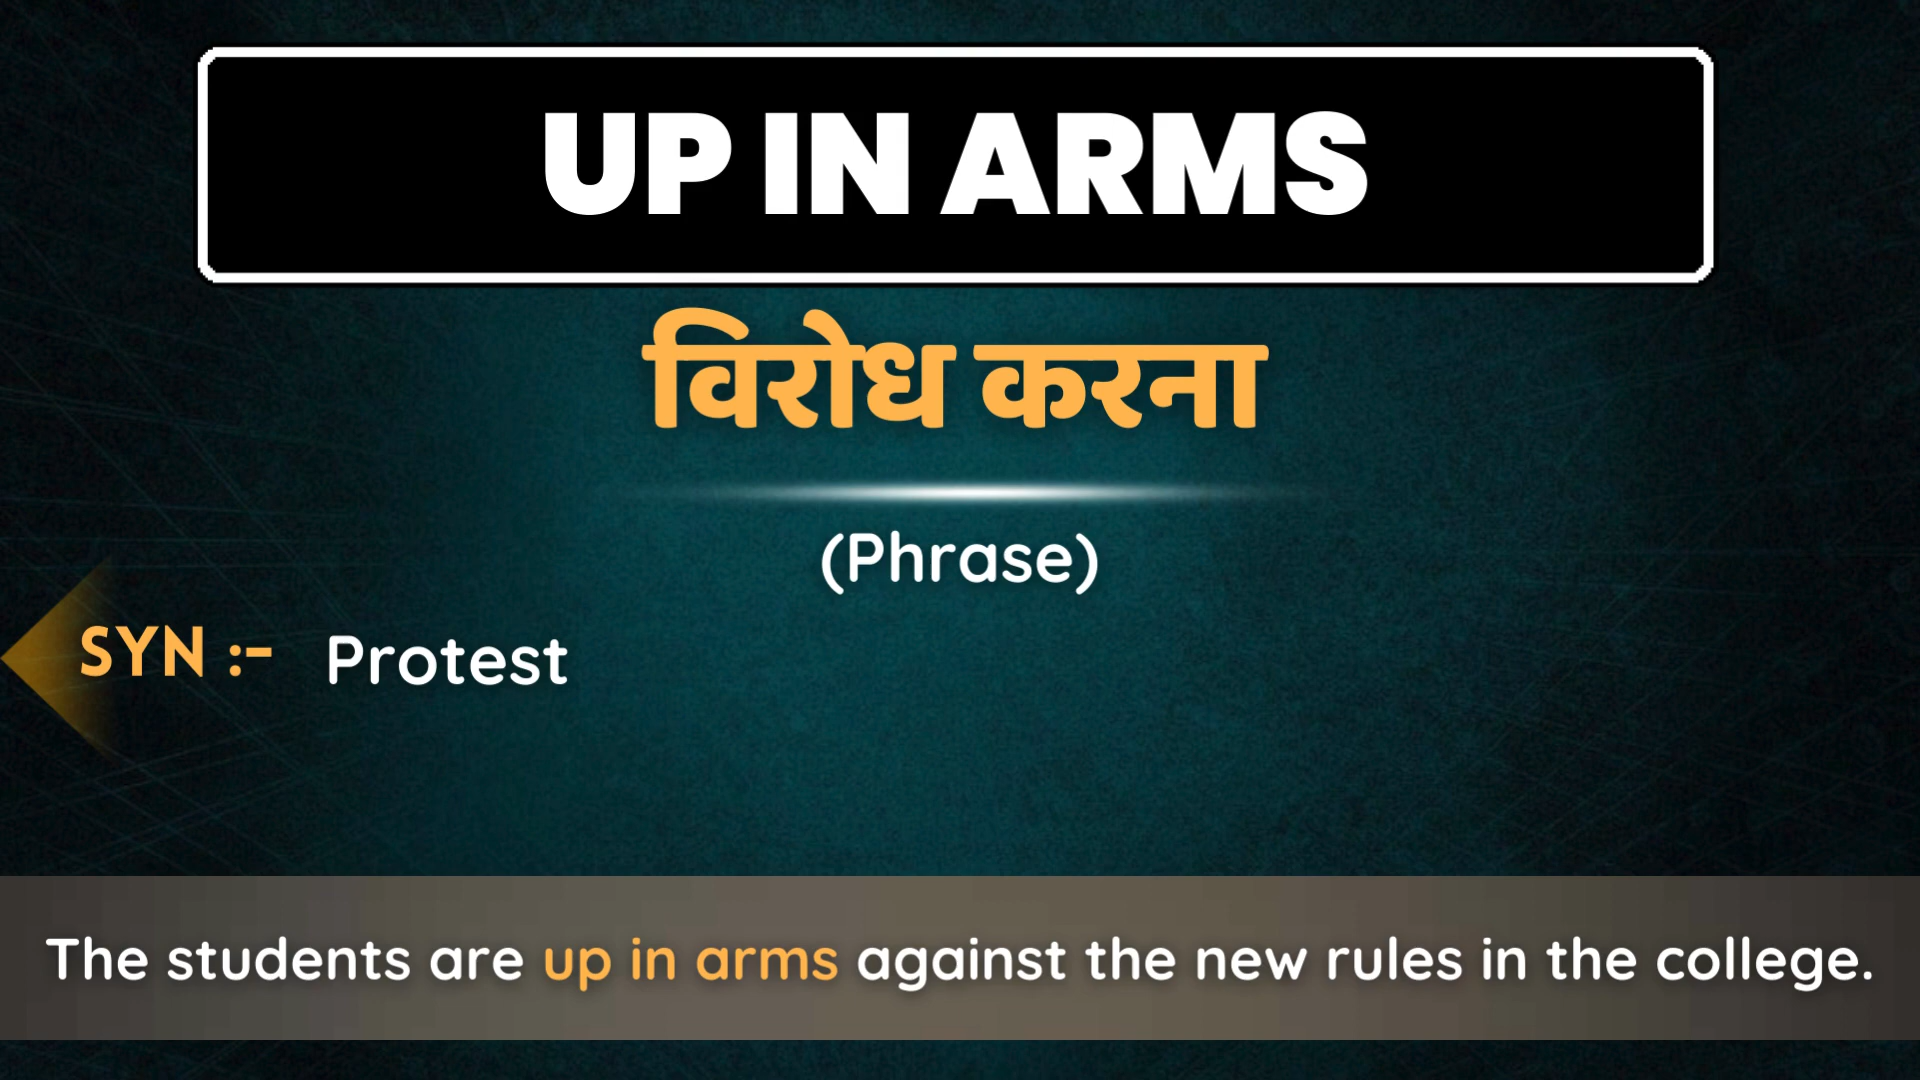 UP IN ARMS
विरोध करना
(Phrase)
SYN :- Protest
The students are up in arms against the new rules in the college.